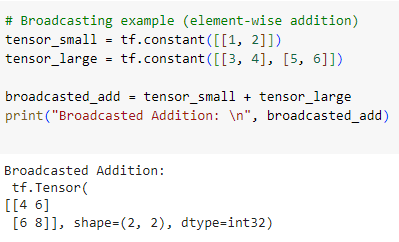 # Broadcasting example (element-wise addition)
tensor_small = tf.constant([[1, 2]])
tensor_large = tf.constant([[3, 4], [5, 6]])
broadcasted_add = tensor_small + tensor_large
print("Broadcasted Addition: \n", broadcasted_add)
Broadcasted Addition:
 tf.Tensor(
[[4 6]
 [6 8]], shape=(2, 2), dtype=int32)